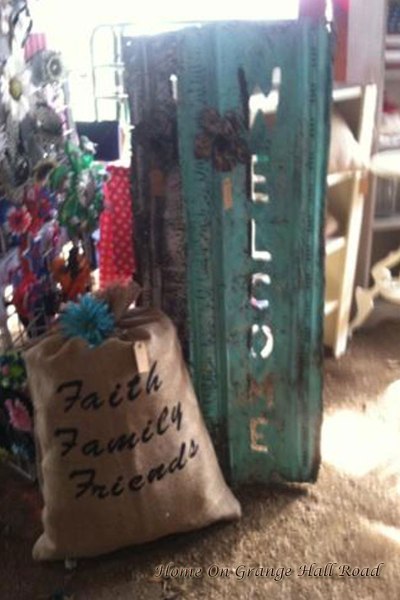 WELCOME
Faith
Family
Friends
Home On Grange Hall Road